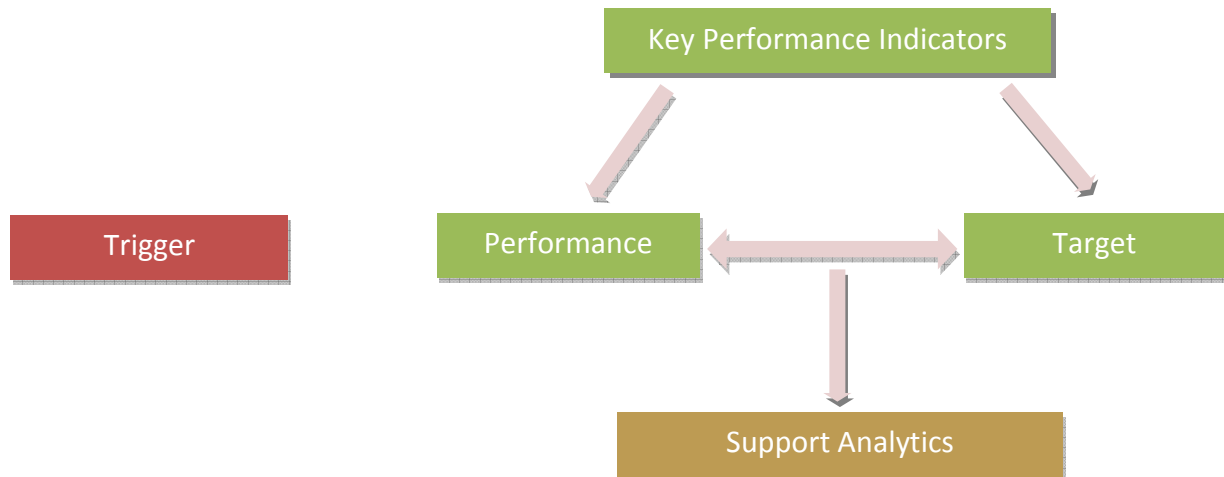 Key Performance Indicators
Trigger
Performance
Target
Support Analytics